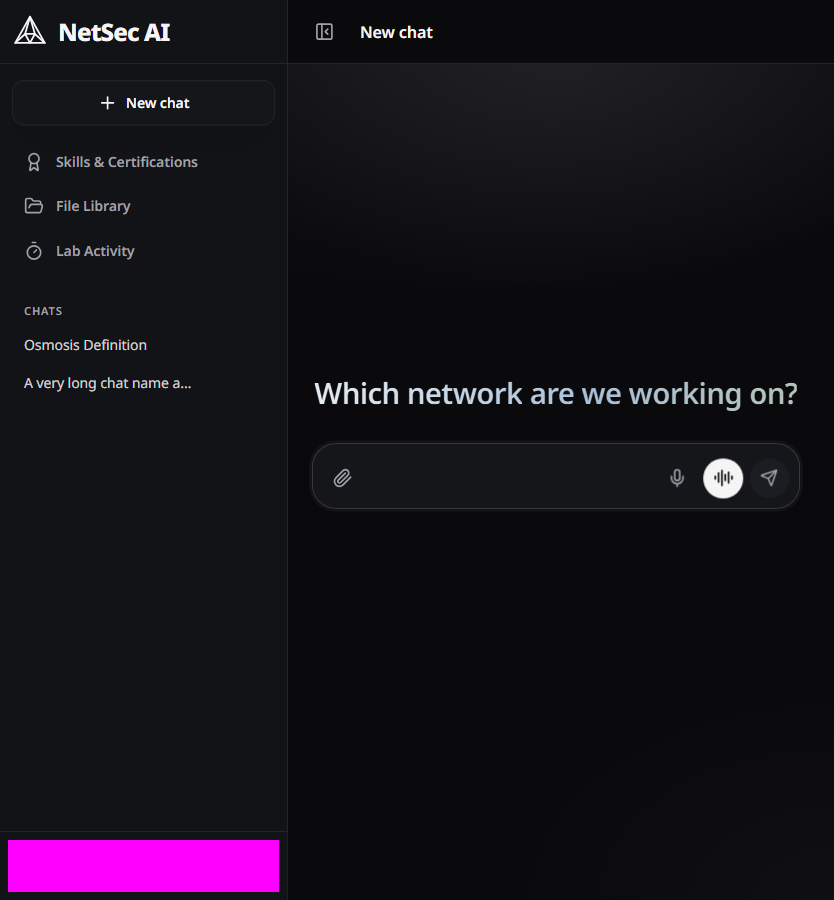 NetSec AI
New chat
New chat
Skills & Certifications
File Library
Lab Activity
CHATS
Osmosis Definition
A very long chat name a...
Which network are we working on?